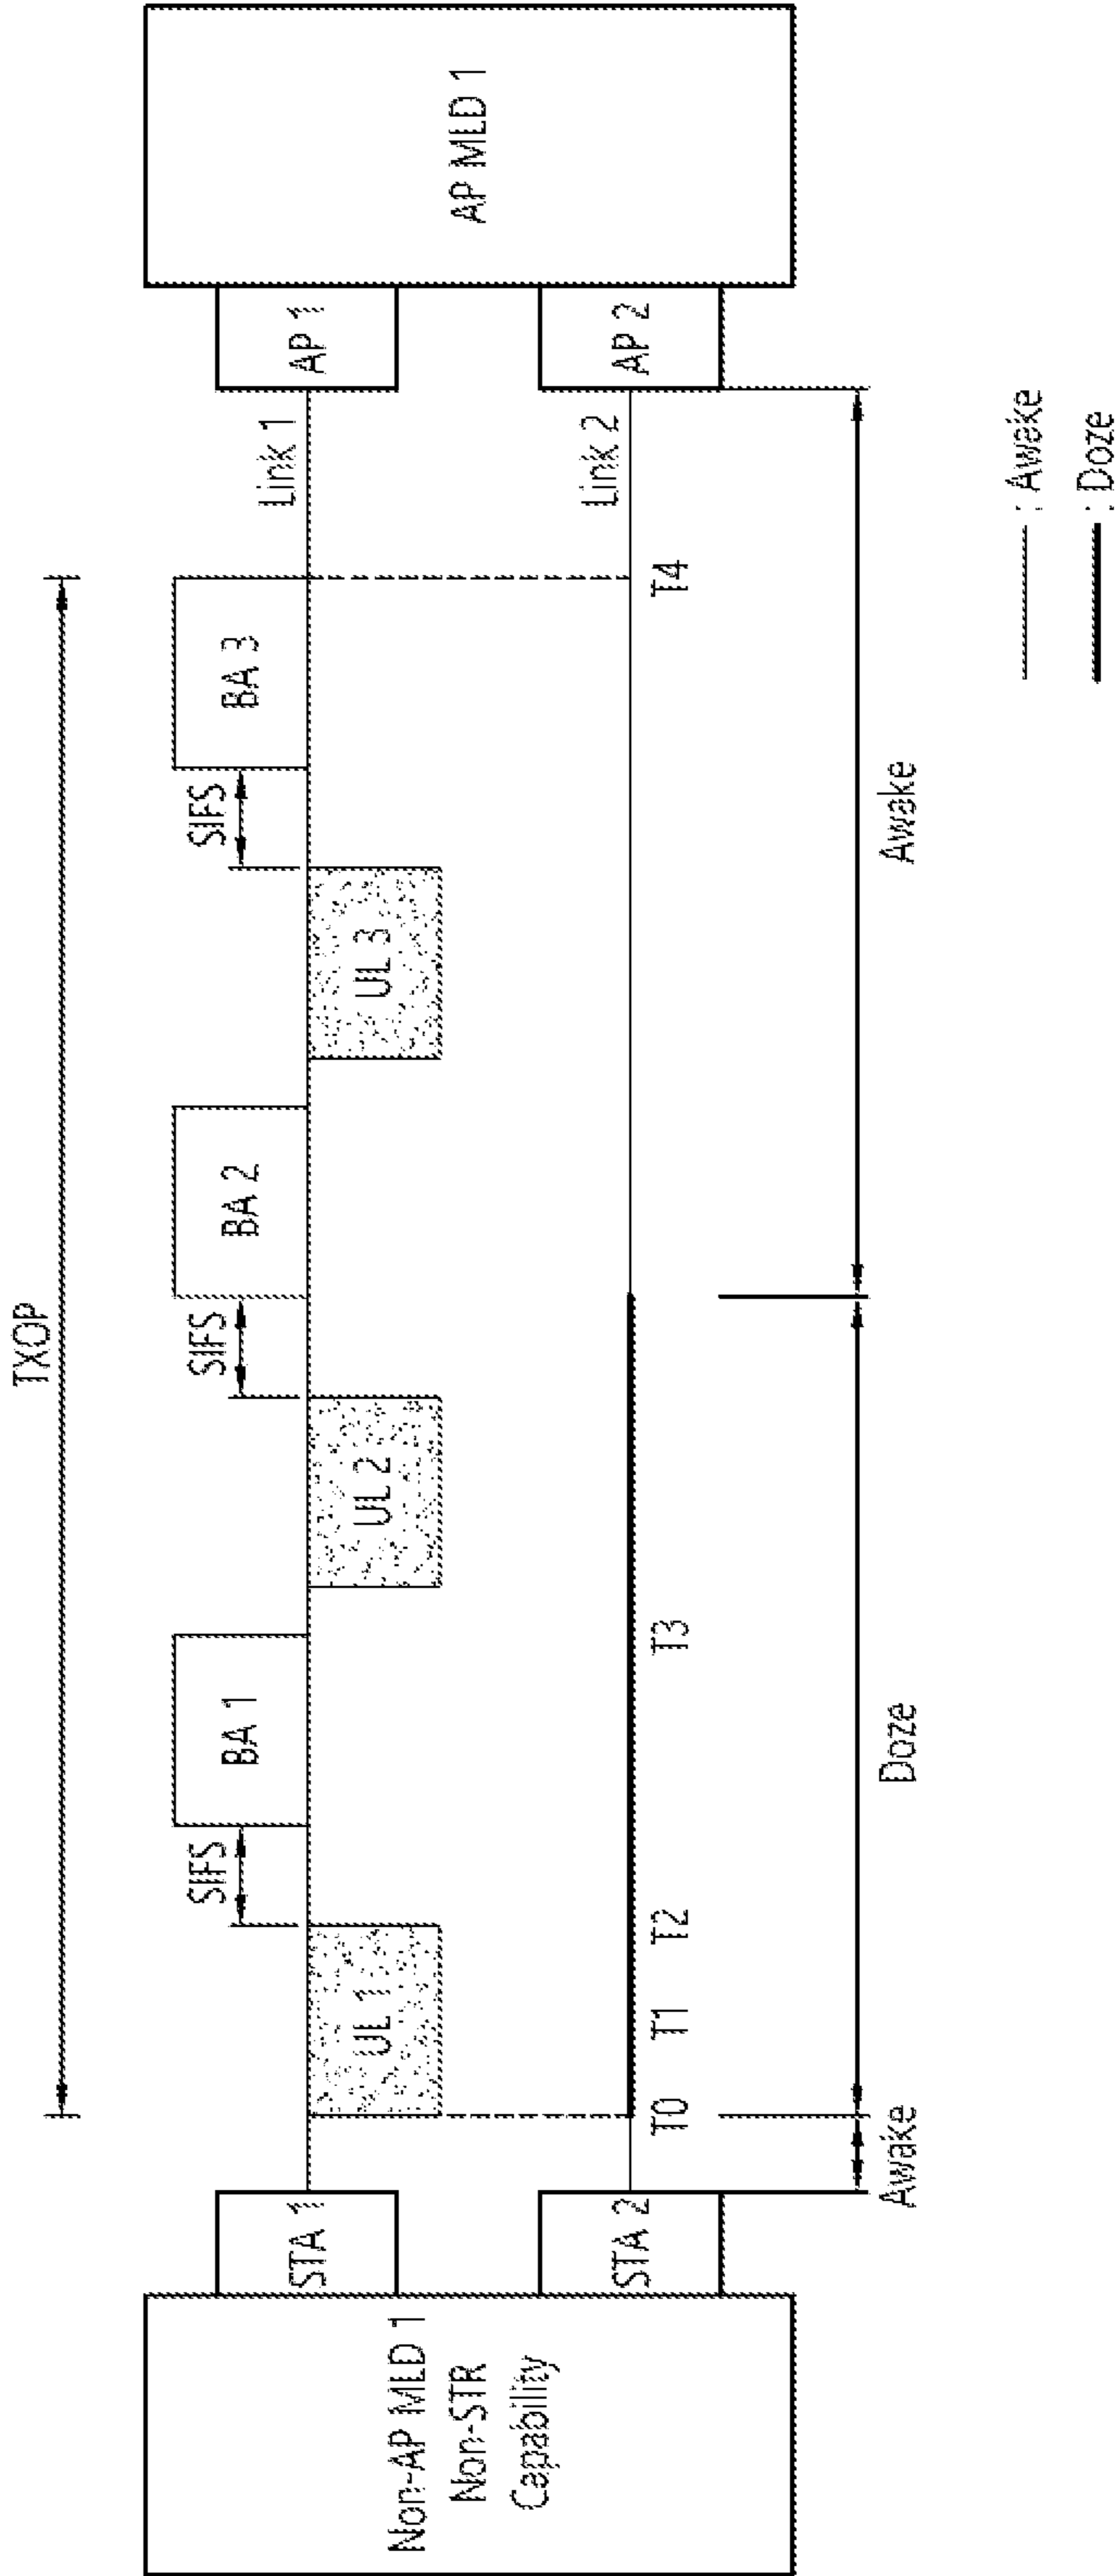 TXOP
SIFS
SIFS
SIFS
BA 1
BA 2
BA 3
Non-AP MLD 1
Non-STR
Capability
STA 1
UL 1
UL 2
UL 3
Link 1
AP 1
AP MLD 1
STA 2
Link 2
AP 2
T0
T1
T2
T3
T4
Awake
Doze
Awake
: Awake
: Doze